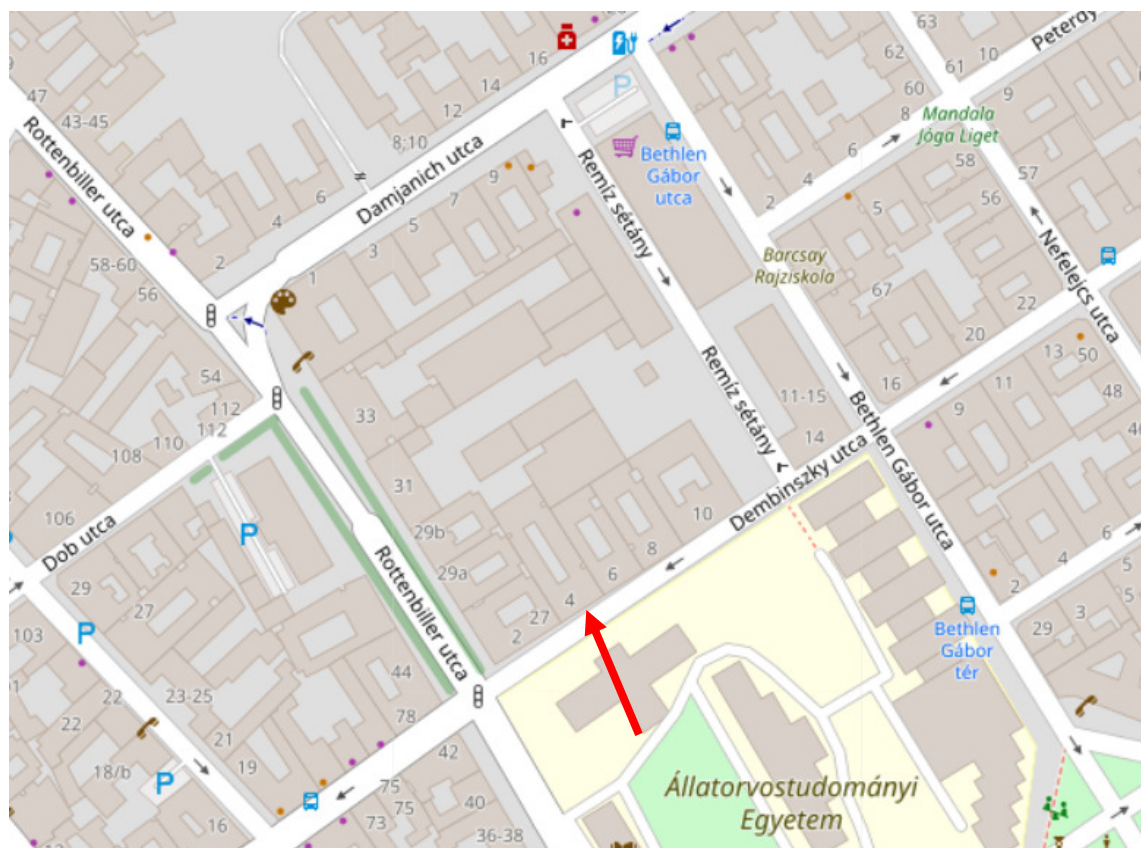 16
63
10
Peterdy
62
61
47
14
60
9
43-45
12
8
Mandala
Jóga Liget
8;10
P
Rottenbiller utca
Damjanich utca
9
Bethlen
Gábor
utca
6
58
57
6
7
4
56
4
5
2
5
3
Remíz sétány
Nefelejcs utca
2
58-60
1
Barcsay
Rajziskola
56
67
22
20
54
13
50
112
33
Remíz sétány
16
11
48
112
11-15
110
9
46
108
14
Bethlen Gábor utca
31
Dembinszky utca
106
10
29b
P
6
Dob utca
8
Rottenbiller utca
29a
4
6
29
2
27
4
27
2
3
5
103
P
Bethlen
Gábor
tér
29
44
23-25
22
78
22
21
42
18/b
P
19
75
Állatorvostudományi
Egyetem
75
40
16
73
36-38